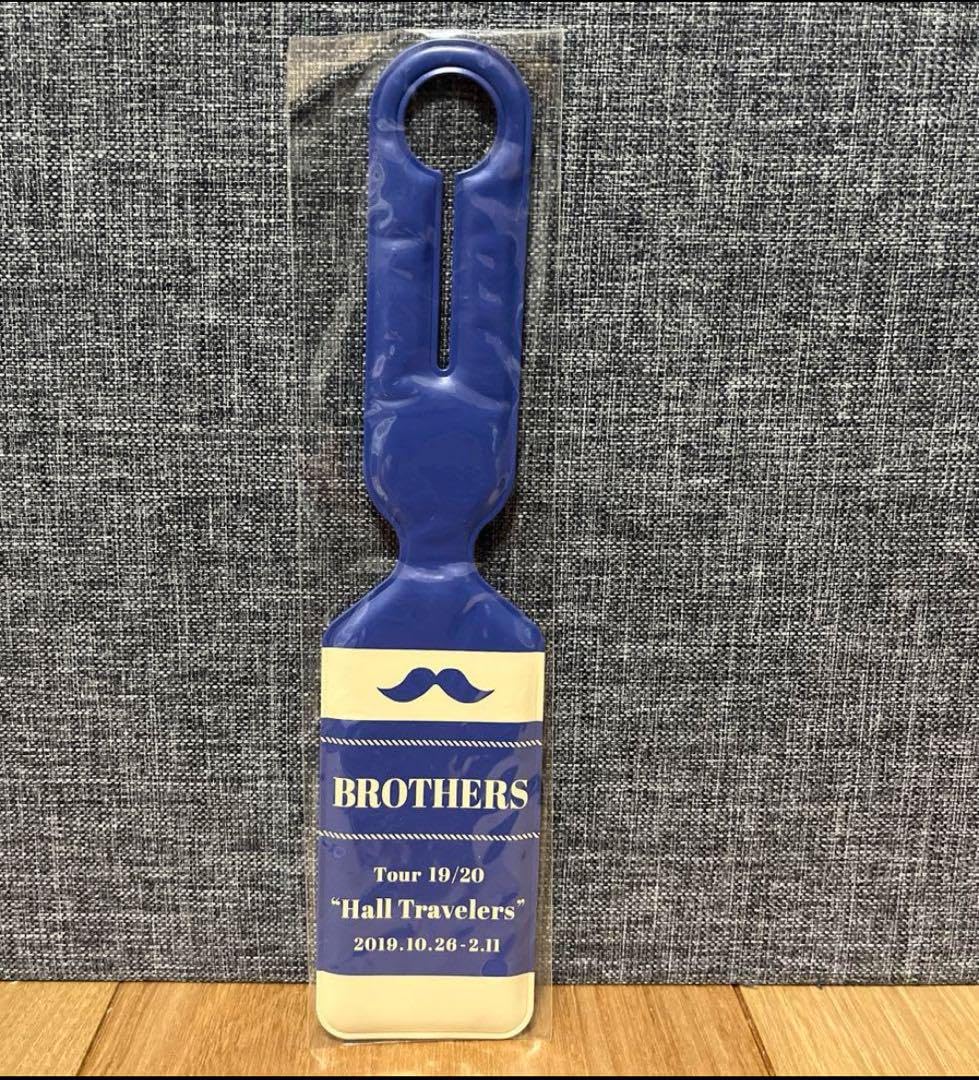 BROTHERS
Tour 19/20
“Hall Travelers”
2019.10.26-2.11